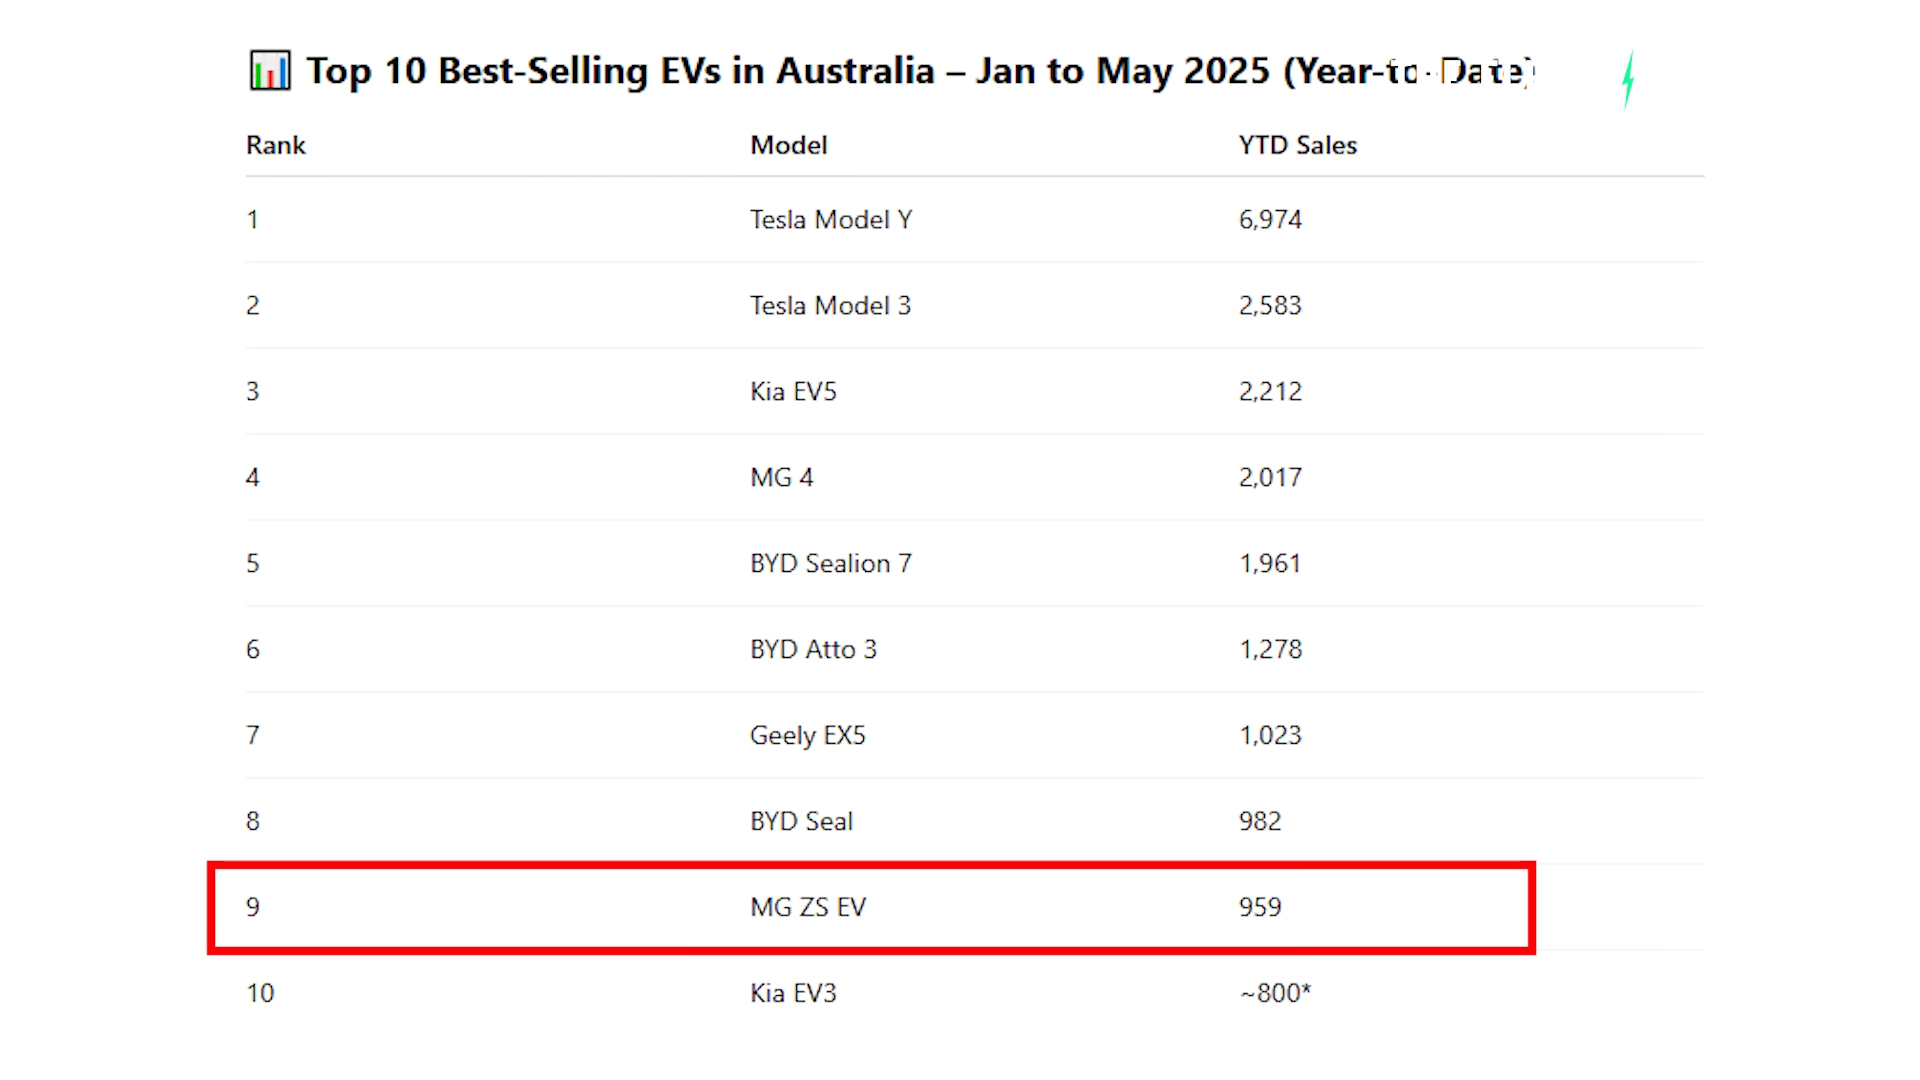 Top 10 Best-Selling EVs in Australia – Jan to May 2025 (Year-to-Date)
Rank Model YTD Sales
1 Tesla Model Y 6,974
2 Tesla Model 3 2,583
3 Kia EV5 2,212
4 MG 4 2,017
5 BYD Sealion 7 1,961
6 BYD Atto 3 1,278
7 Geely EX5 1,023
8 BYD Seal 982
9 MG ZS EV 959
10 Kia EV3 ~800*